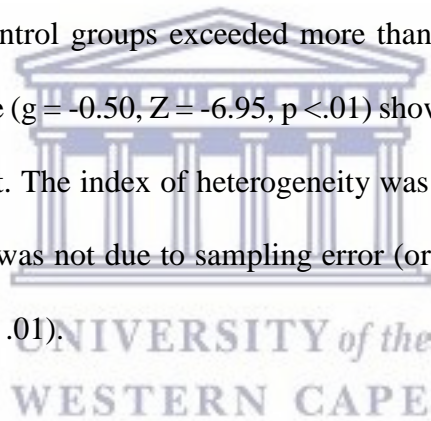 ontrol groups exceeded more than
e (g = -0.50, Z = -6.95, p <.01) show
t. The index of heterogeneity was
was not due to sampling error (or
.01).
UNIVERSITY of the
WESTERN CAPE